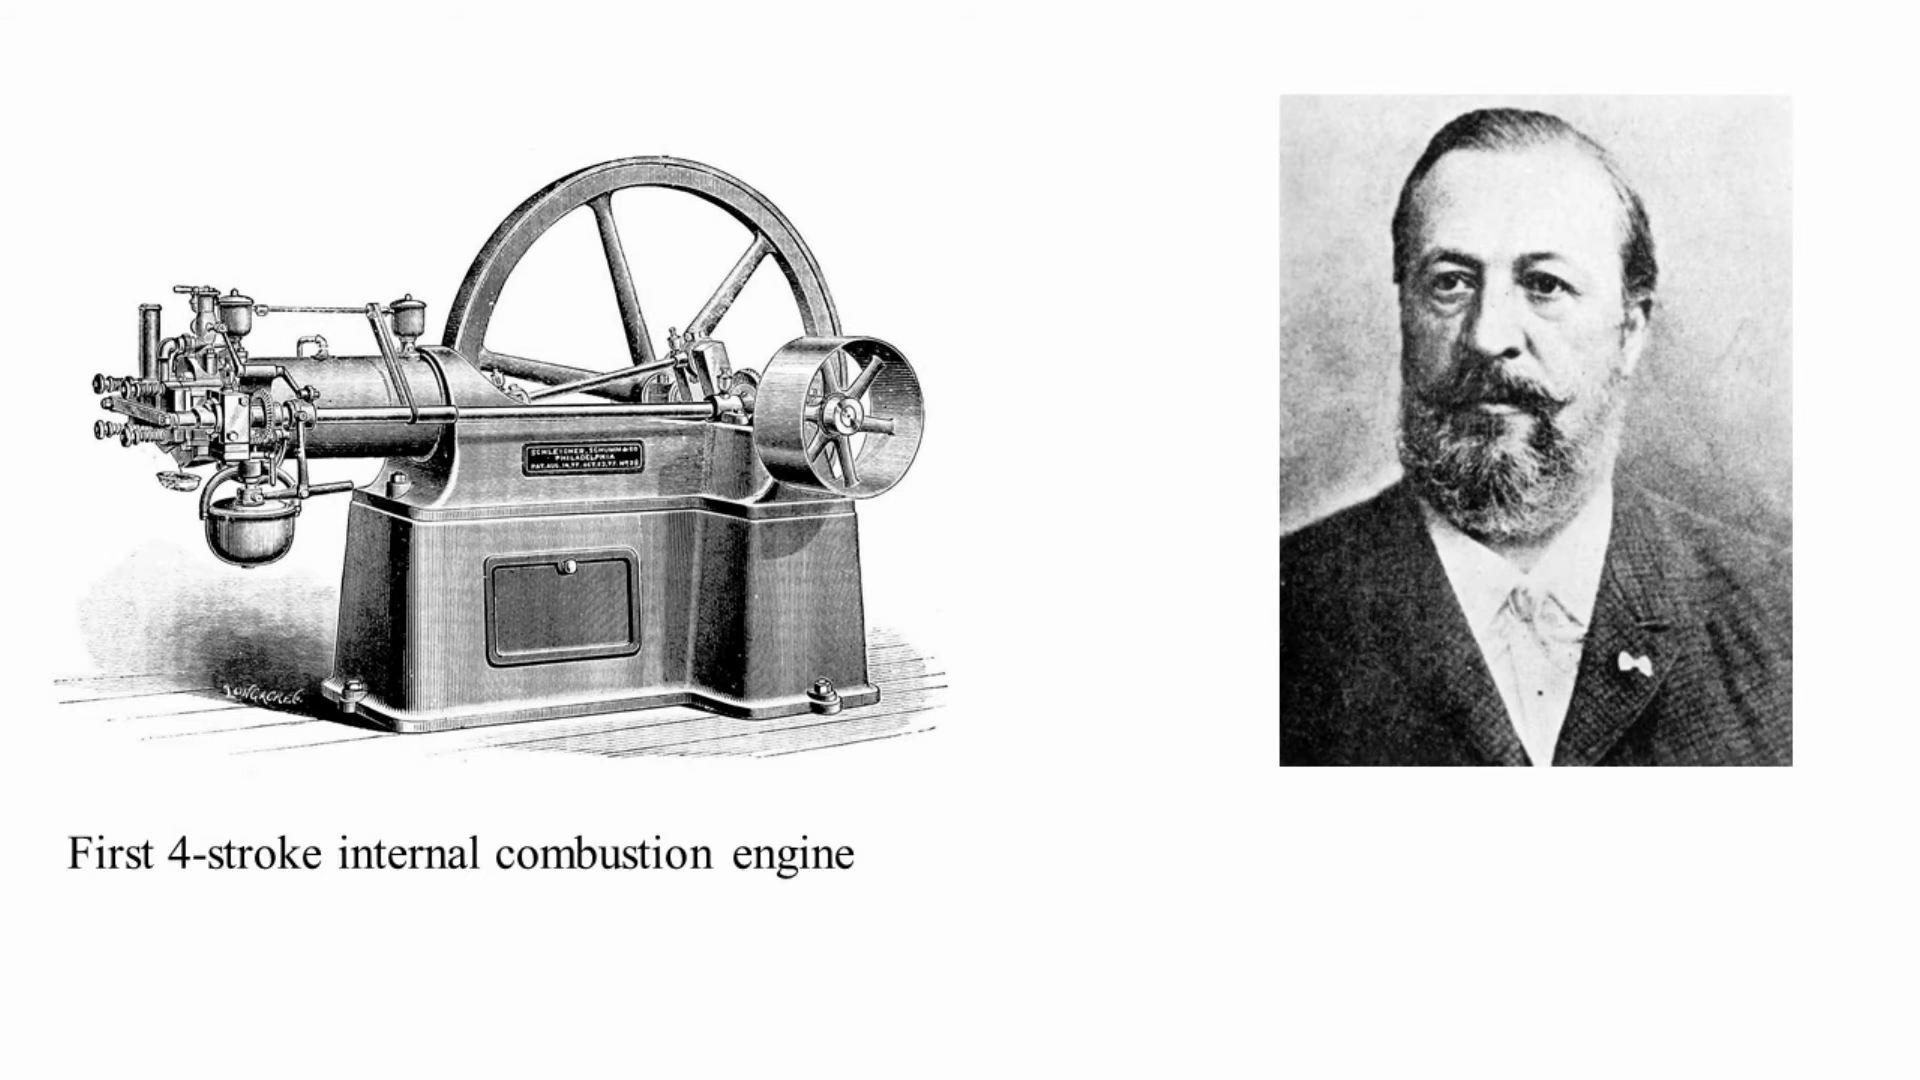 SCHLEICHER, SCHUMM & CO
PHILADELPHIA
First 4-stroke internal combustion engine